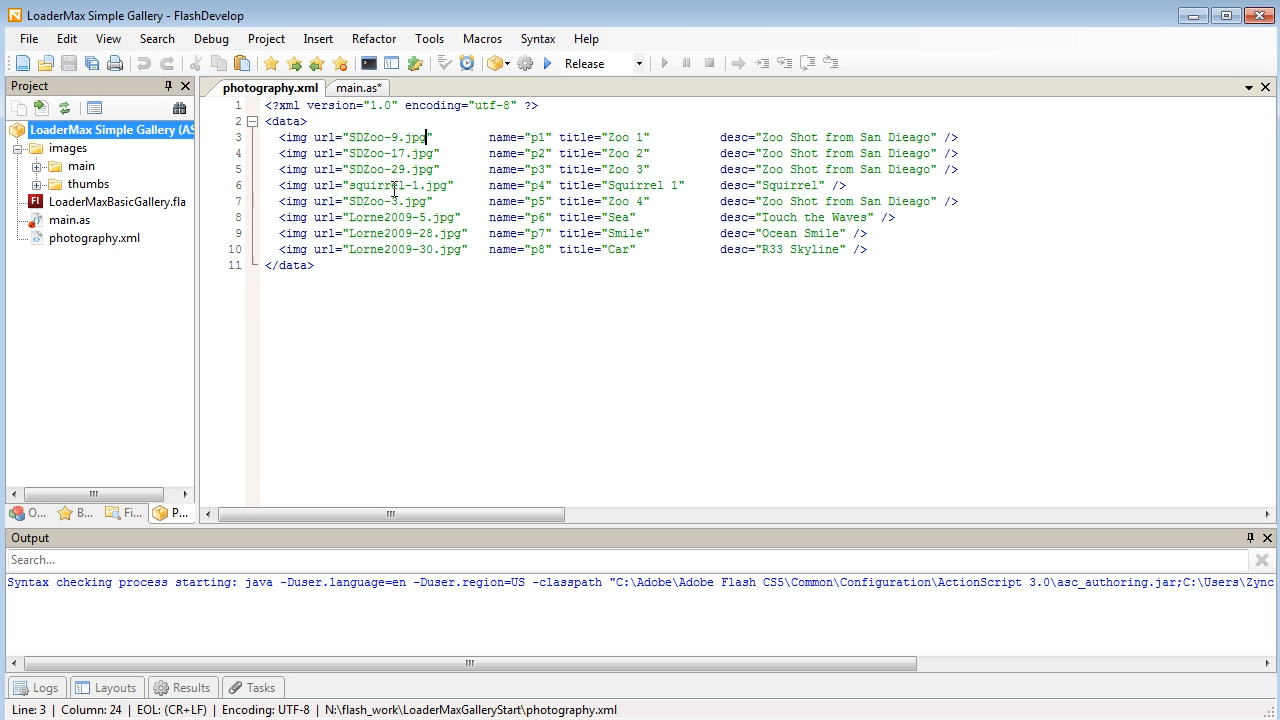 LoaderMax Simple Gallery - FlashDevelop
File Edit View Search Debug Project Insert Refactor Tools Macros Syntax Help
Release
Project
photography.xml main.as*
LoaderMax Simple Gallery (AS
images
main
thumbs
LoaderMaxBasicGallery.fla
main.as
photography.xml
1 <?xml version="1.0" encoding="utf-8" ?>
2 <data>
3 <img url="SDZoo-9.jpg" name="p1" title="Zoo 1" desc="Zoo Shot from San Dieago" />
4 <img url="SDZoo-17.jpg" name="p2" title="Zoo 2" desc="Zoo Shot from San Dieago" />
5 <img url="SDZoo-29.jpg" name="p3" title="Zoo 3" desc="Zoo Shot from San Dieago" />
6 <img url="squirrel-1.jpg" name="p4" title="Squirrel 1" desc="Squirrel" />
7 <img url="SDZoo-3.jpg" name="p5" title="Zoo 4" desc="Zoo Shot from San Dieago" />
8 <img url="Lorne2009-5.jpg" name="p6" title="Sea" desc="Touch the Waves" />
9 <img url="Lorne2009-28.jpg" name="p7" title="Smile" desc="Ocean Smile" />
10 <img url="Lorne2009-30.jpg" name="p8" title="Car" desc="R33 Skyline" />
11 </data>
O... B... Fi... P...
Output
Search...
Syntax checking process starting: java -Duser.language=en -Duser.region=US -classpath "C:\Adobe\Adobe Flash CS5\Common\Configuration\ActionScript 3.0\asc_authoring.jar;C:\Users\Zync
Logs Layouts Results Tasks
Line: 3 | Column: 24 | EOL: (CR+LF) | Encoding: UTF-8 | N:\flash_work\LoaderMaxGalleryStart\photography.xml